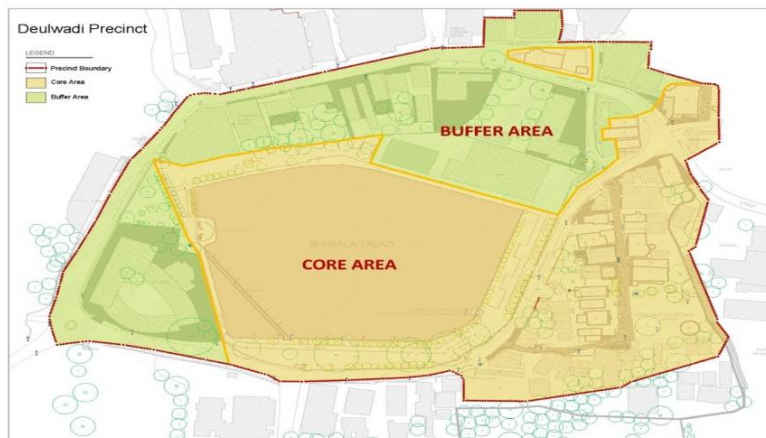 Deulwadi Precinct
LEGEND
Precinct Boundary
Core Area
Buffer Area
BUFFER AREA
BHIMALA TALAO
CORE AREA